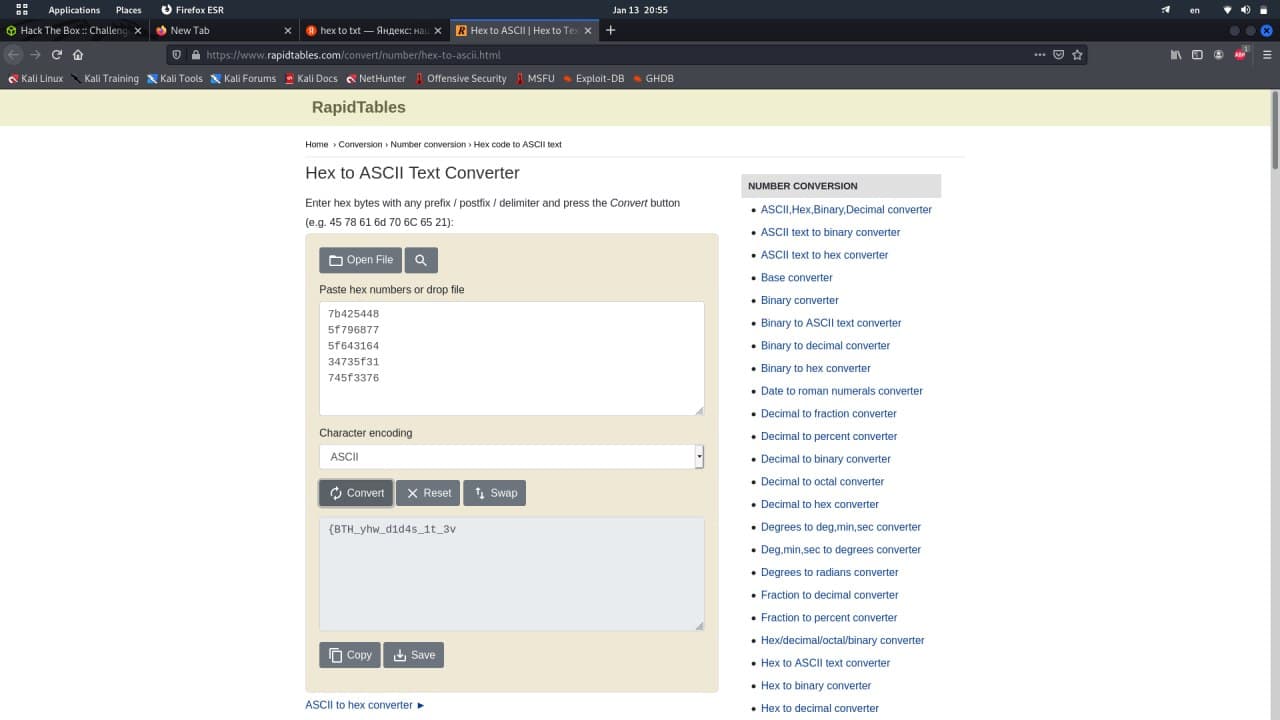 Applications Places Firefox ESR Jan 13 20:55 en
Hack The Box :: Challeng New Tab hex to txt — Яндекс: наш Hex to ASCII | Hex to Tex
https://www.rapidtables.com/convert/number/hex-to-ascii.html
Kali Linux Kali Training Kali Tools Kali Forums Kali Docs NetHunter Offensive Security MSFU Exploit-DB GHDB
RapidTables
Home › Conversion › Number conversion › Hex code to ASCII text
Hex to ASCII Text Converter
Enter hex bytes with any prefix / postfix / delimiter and press the Convert button
(e.g. 45 78 61 6d 70 6C 65 21):
Open File
Paste hex numbers or drop file
7b425448
5f796877
5f643164
34735f31
745f3376
Character encoding
ASCII
Convert Reset Swap
{BTH_yhw_d1d4s_1t_3v
Copy Save
ASCII to hex converter ►
NUMBER CONVERSION
ASCII,Hex,Binary,Decimal converter
ASCII text to binary converter
ASCII text to hex converter
Base converter
Binary converter
Binary to ASCII text converter
Binary to decimal converter
Binary to hex converter
Date to roman numerals converter
Decimal to fraction converter
Decimal to percent converter
Decimal to binary converter
Decimal to octal converter
Decimal to hex converter
Degrees to deg,min,sec converter
Deg,min,sec to degrees converter
Degrees to radians converter
Fraction to decimal converter
Fraction to percent converter
Hex/decimal/octal/binary converter
Hex to ASCII text converter
Hex to binary converter
Hex to decimal converter